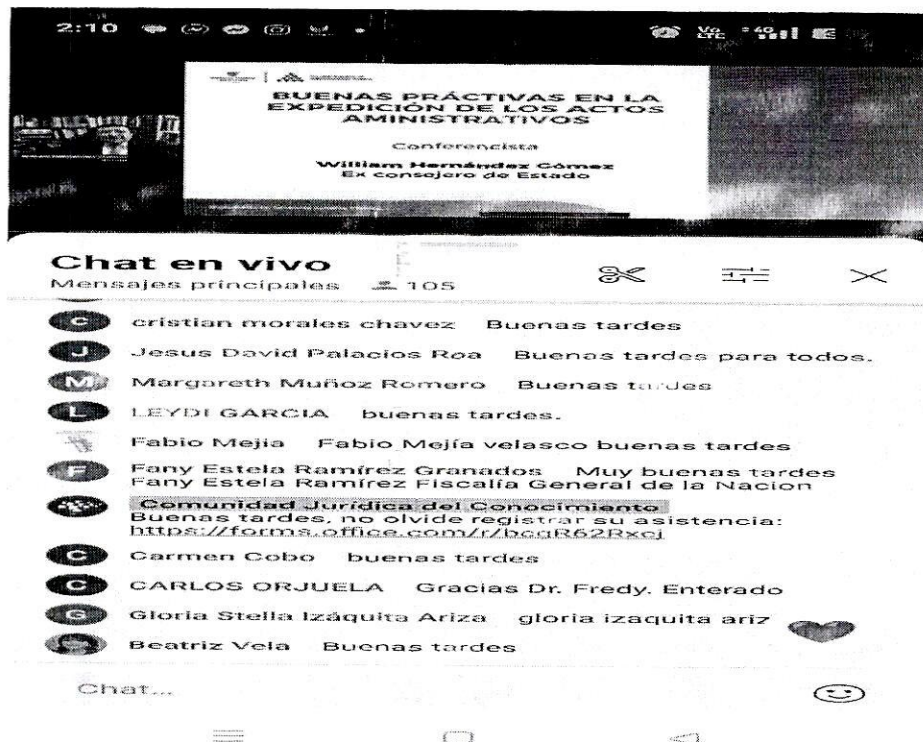 2:10
BUENAS PRÁCTIVAS EN LA
EXPEDICIÓN DE LOS ACTOS
AMINISTRATIVOS
Conferencista
William Hernández Gómez
Ex consejero de Estado
Chat en vivo
Mensajes principales 105
cristian morales chavez Buenas tardes
Jesus David Palacios Roa Buenas tardes para todos.
Margareth Muñoz Romero Buenas tardes
LEYDI GARCIA buenas tardes.
Fabio Mejia Fabio Mejía velasco buenas tardes
Fany Estela Ramírez Granados Muy buenas tardes
Fany Estela Ramírez Fiscalía General de la Nacion
Comunidad Jurídica del Conocimiento
Buenas tardes, no olvide registrar su asistencia:
https://forms.office.com/r/bcgR62Rxcj
Carmen Cobo buenas tardes
CARLOS ORJUELA Gracias Dr. Fredy. Enterado
Gloria Stella Izáquita Ariza gloria izaquita ariz
Beatriz Vela Buenas tardes
Chat...